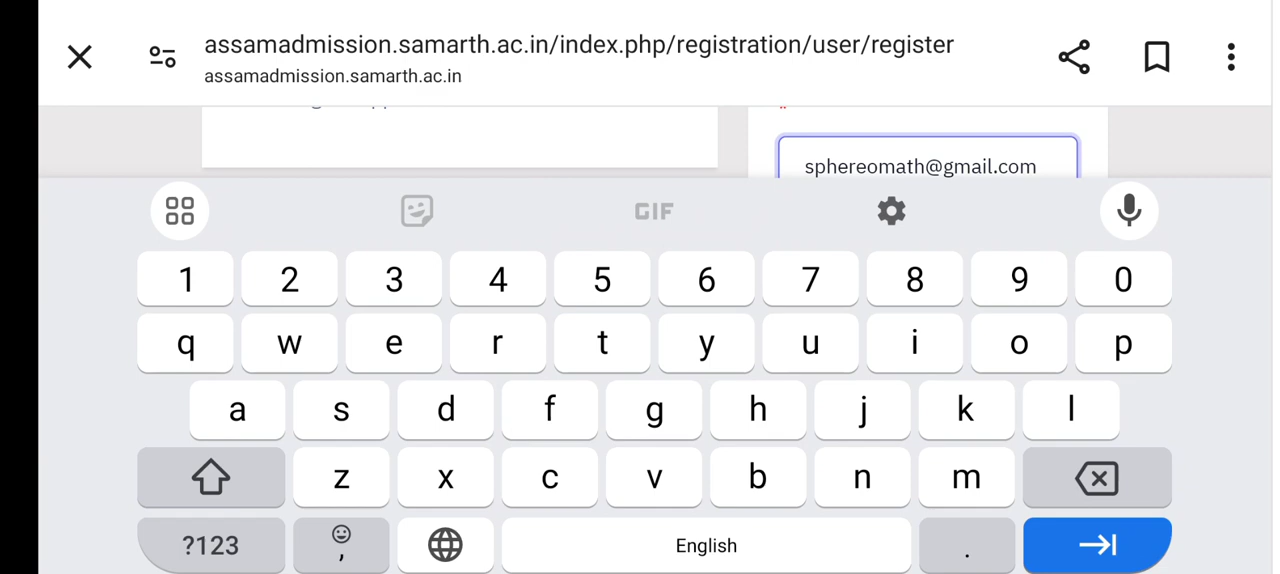 assamadmission.samarth.ac.in/index.php/registration/user/register
assamadmission.samarth.ac.in
sphereomath@gmail.com
GIF
1 2 3 4 5 6 7 8 9 0
q w e r t y u i o p
a s d f g h j k l
z x c v b n m
?123 , English .